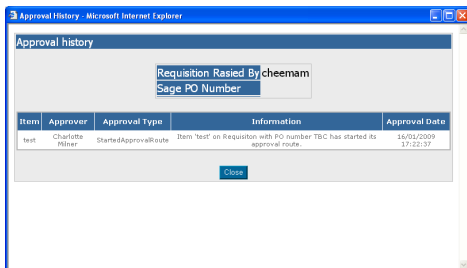 Approval History - Microsoft Internet Explorer
Approval history
Requisition Rasied By cheemam
Sage PO Number
Item Approver Approval Type Information Approval Date
test Charlotte Milner StartedApprovalRoute Item 'test' on Requisiton with PO number TBC has started its approval route. 16/01/2009 17:22:37
Close